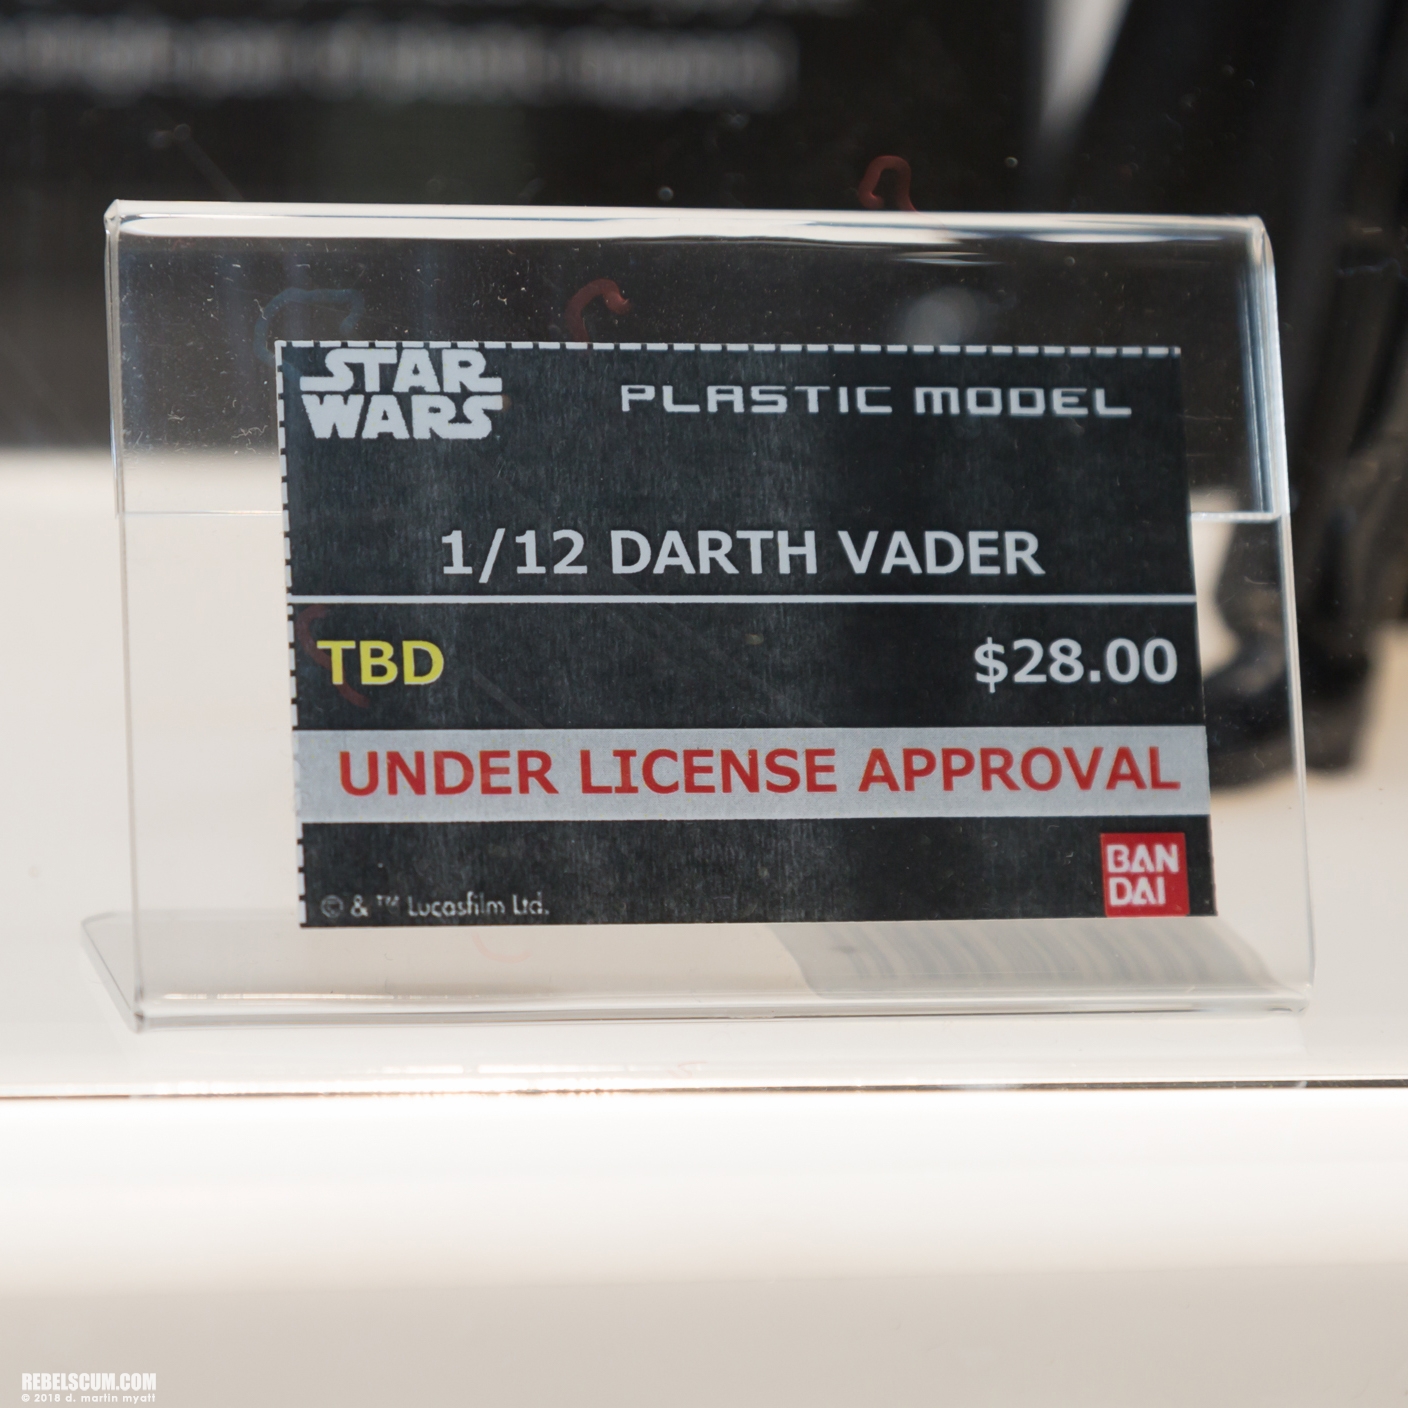 STAR
WARS
PLASTIC MODEL
1/12 DARTH VADER
TBD
$28.00
UNDER LICENSE APPROVAL
© & ™ Lucasfilm Ltd.
BAN
DAI
REBELSCUM.COM
© 2018 d. martin myatt